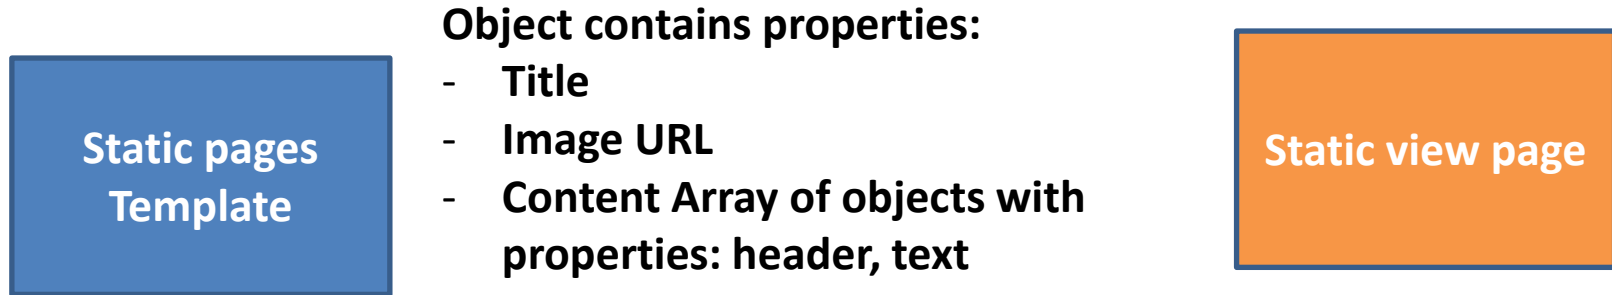 Static pages
Template
Object contains properties:
- Title
- Image URL
- Content Array of objects with
properties: header, text
Static view page